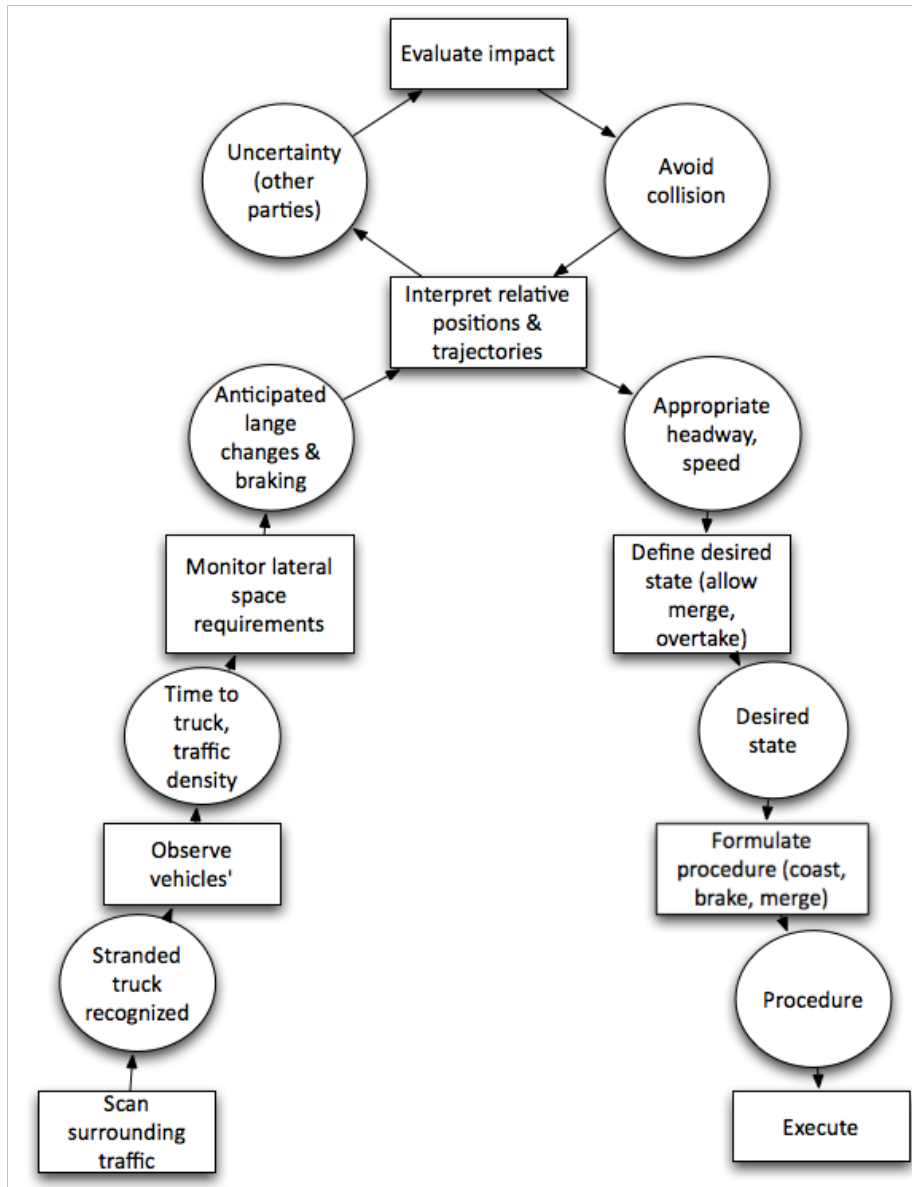 Evaluate impact
Uncertainty
(other
parties)
Avoid
collision
Interpret relative
positions &
trajectories
Anticipated
lange
changes &
braking
Appropriate
headway,
speed
Monitor lateral
space
requirements
Define desired
state (allow
merge,
overtake)
Time to
truck,
traffic
density
Desired
state
Observe
vehicles'
Formulate
procedure (coast,
brake, merge)
Stranded
truck
recognized
Procedure
Scan
surrounding
traffic
Execute